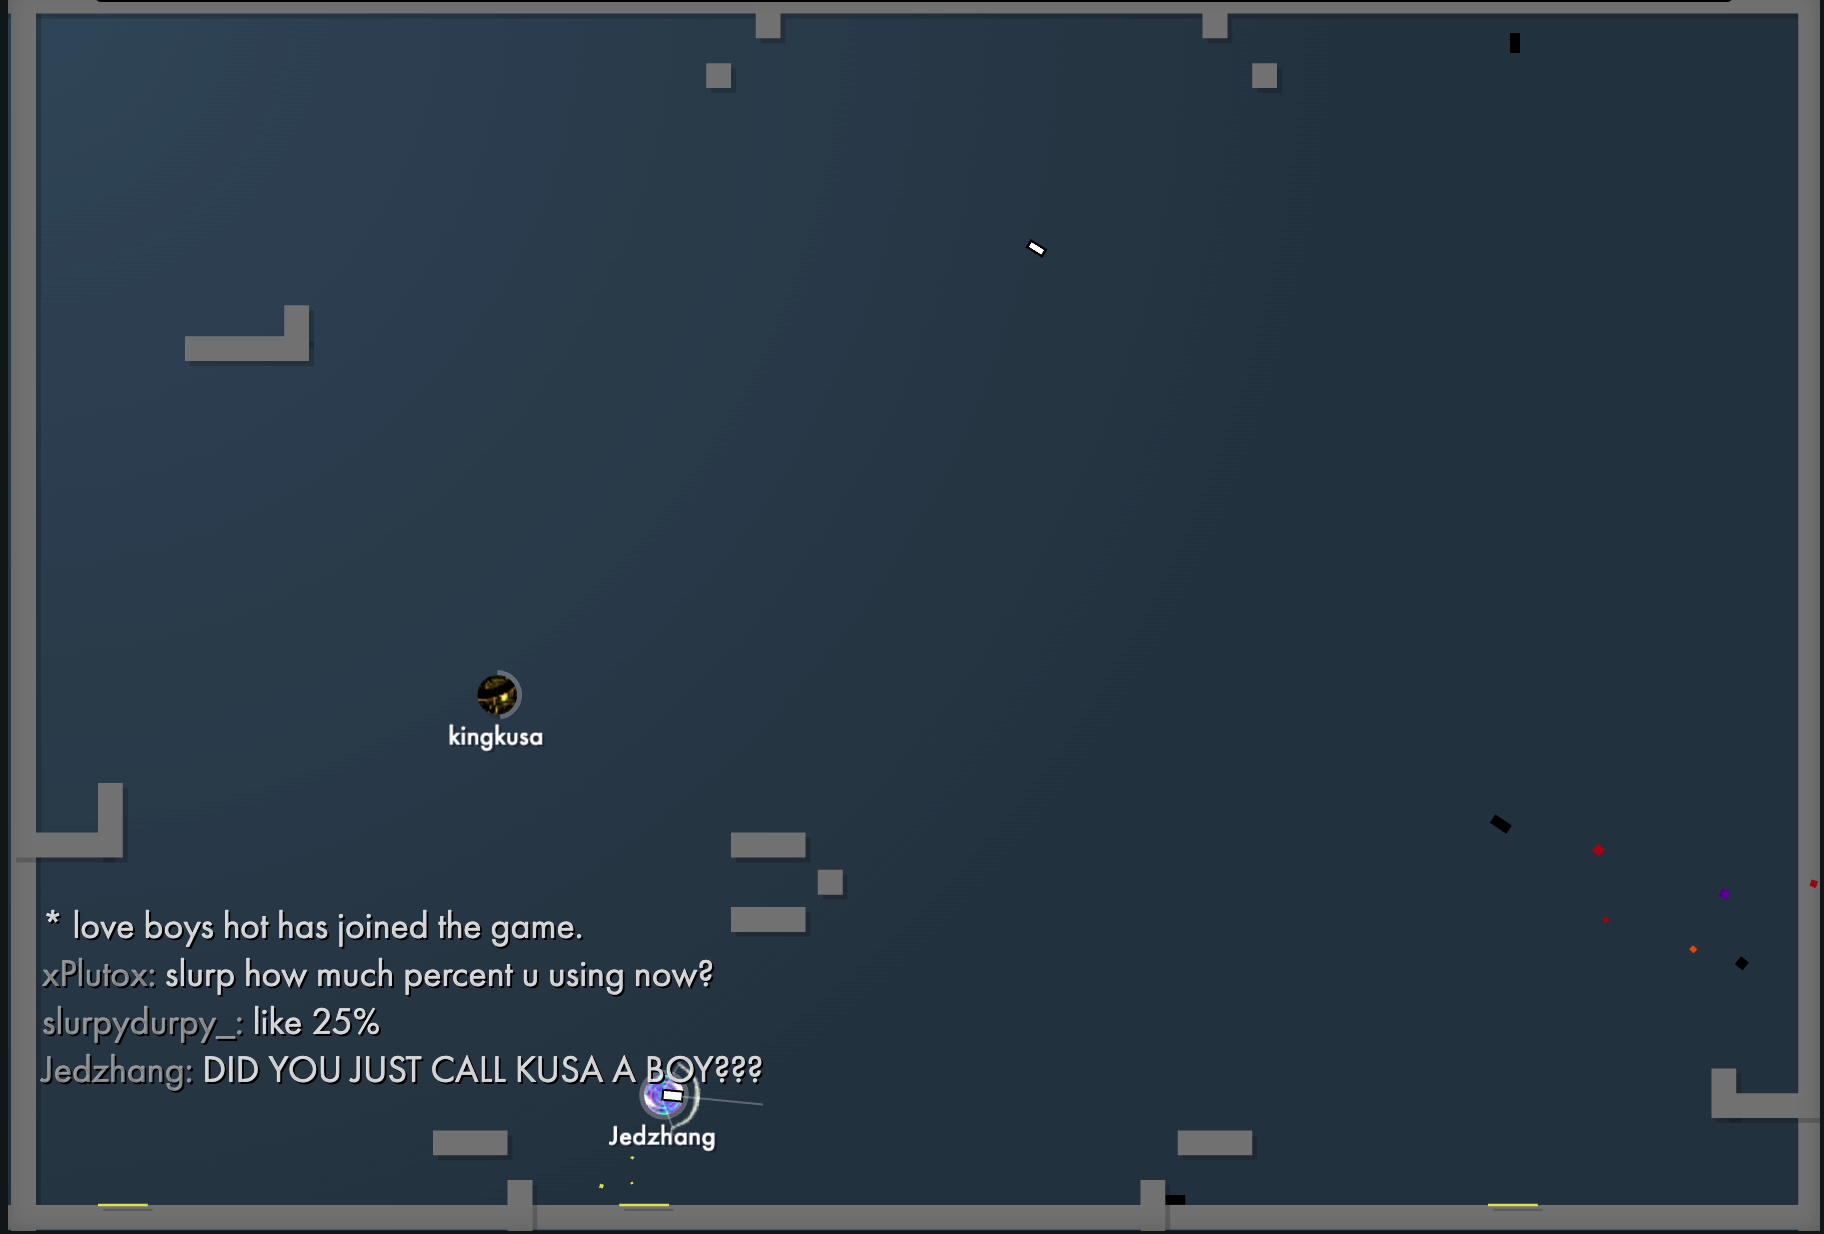 kingkusa
* love boys hot has joined the game.
xPlutox: slurp how much percent u using now?
slurpydurpy_: like 25%
Jedzhang: DID YOU JUST CALL KUSA A BOY???
Jedzhang